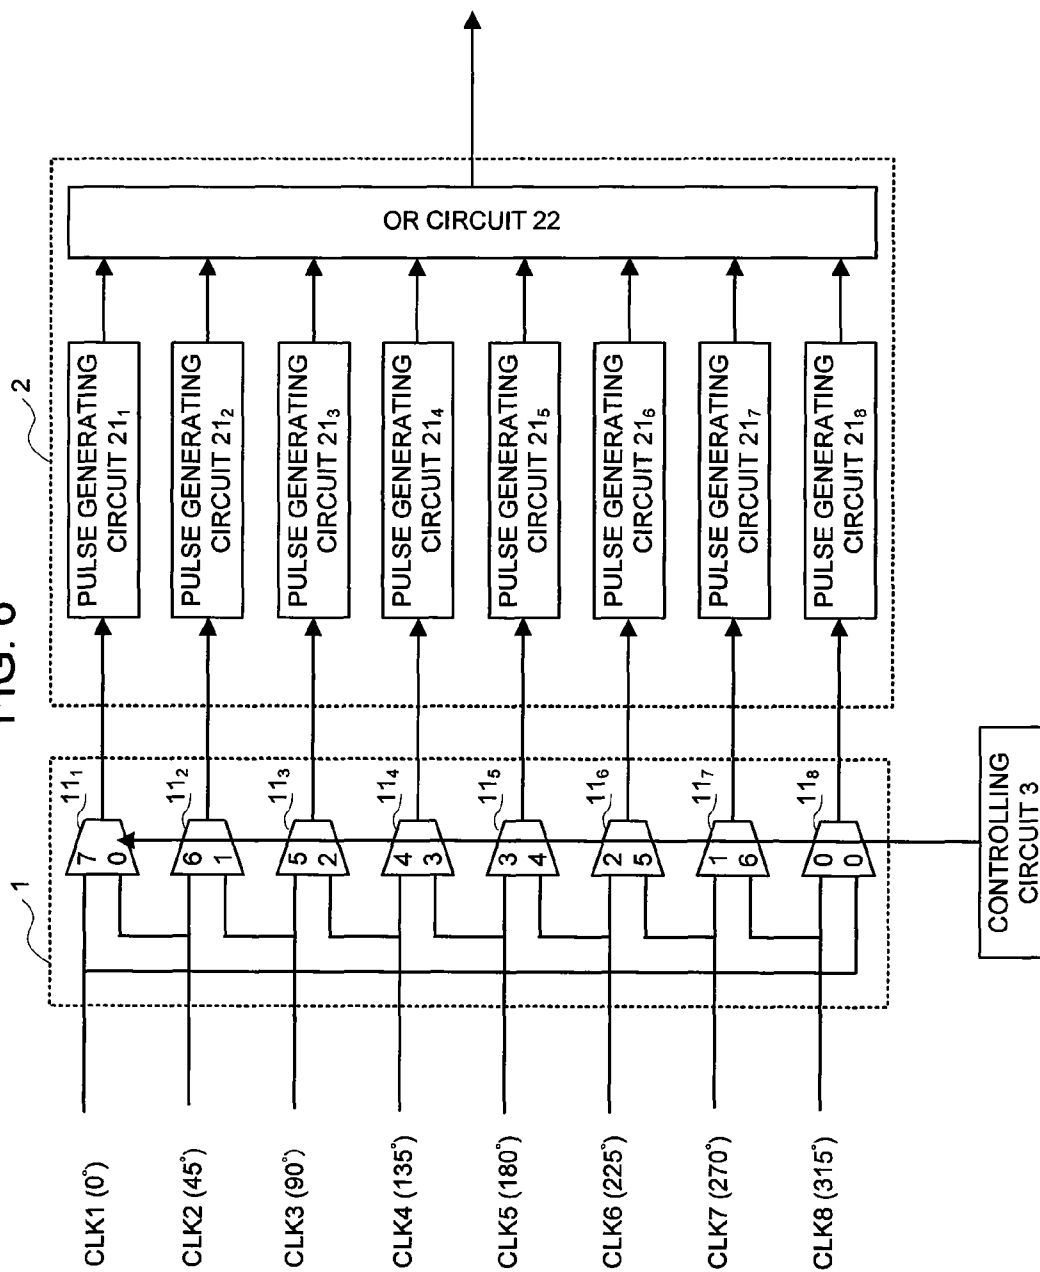 FIG. 6
1
2
CLK1 (0°)
CLK2 (45°)
CLK3 (90°)
CLK4 (135°)
CLK5 (180°)
CLK6 (225°)
CLK7 (270°)
CLK8 (315°)
11₁
7
0
11₂
6
1
11₃
5
2
11₄
4
3
11₅
3
4
11₆
2
5
11₇
1
6
11₈
0
0
PULSE GENERATING
CIRCUIT 21₁
PULSE GENERATING
CIRCUIT 21₂
PULSE GENERATING
CIRCUIT 21₃
PULSE GENERATING
CIRCUIT 21₄
PULSE GENERATING
CIRCUIT 21₅
PULSE GENERATING
CIRCUIT 21₆
PULSE GENERATING
CIRCUIT 21₇
PULSE GENERATING
CIRCUIT 21₈
OR CIRCUIT 22
CONTROLLING
CIRCUIT 3